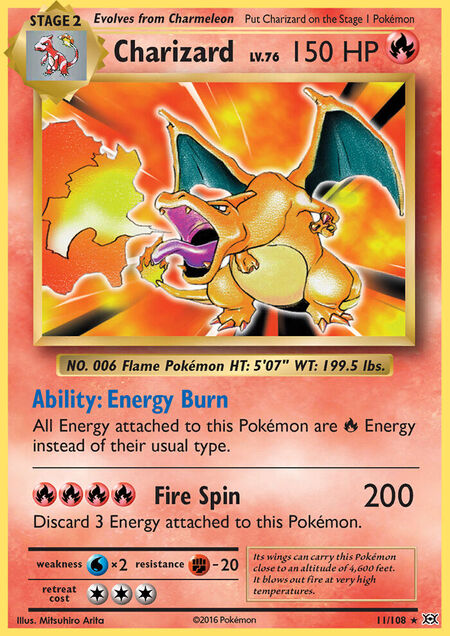 STAGE 2
Evolves from Charmeleon
Put Charizard on the Stage 1 Pokémon
Charizard LV.76 150 HP
NO. 006 Flame Pokémon HT: 5'07" WT: 199.5 lbs.
Ability: Energy Burn
All Energy attached to this Pokémon are Energy
instead of their usual type.
Fire Spin 200
Discard 3 Energy attached to this Pokémon.
weakness ×2 resistance -20
retreat
cost
Its wings can carry this Pokémon
close to an altitude of 4,600 feet.
It blows out fire at very high
temperatures.
Illus. Mitsuhiro Arita ©2016 Pokémon 11/108 ★